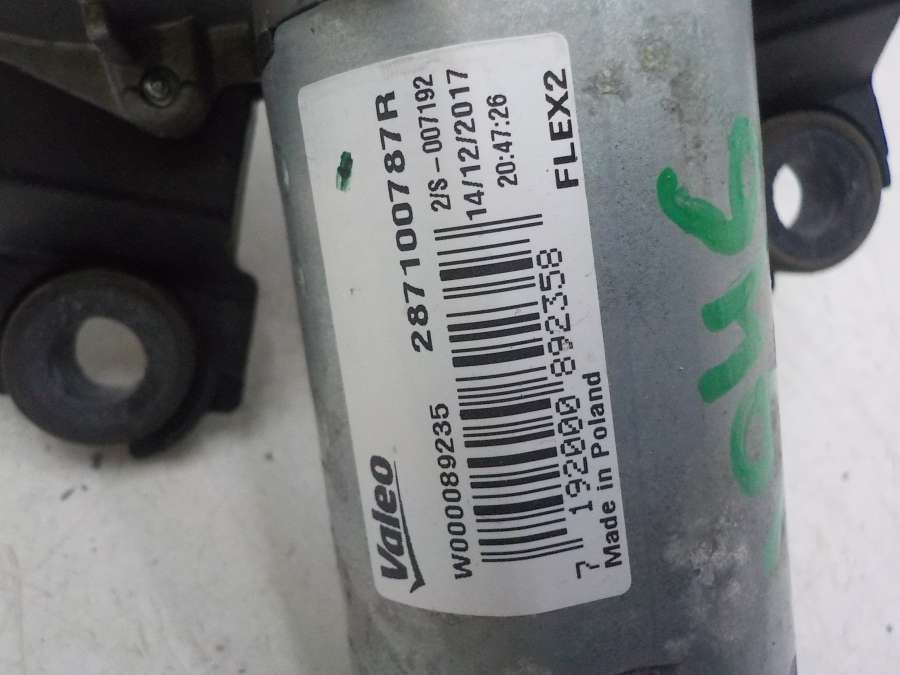 287100787R
2/S - 007192
14/12/2017
20:47:26
FLEX2
Valeo
W000089235
7 192000 892358
Made in Poland